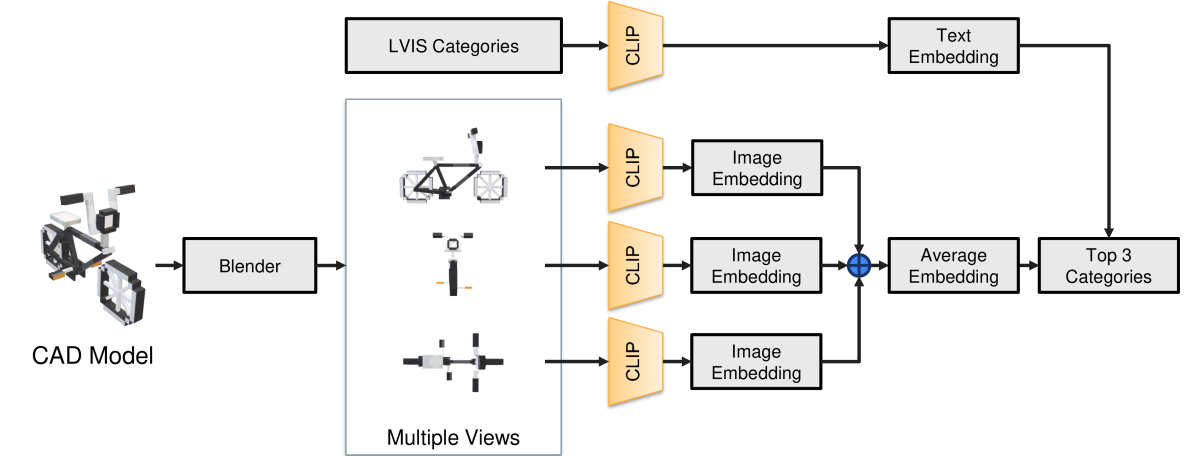 LVIS Categories
CLIP
Text
Embedding
CLIP
Image
Embedding
CAD Model
Blender
CLIP
Image
Embedding
Average
Embedding
Top 3
Categories
CLIP
Image
Embedding
Multiple Views